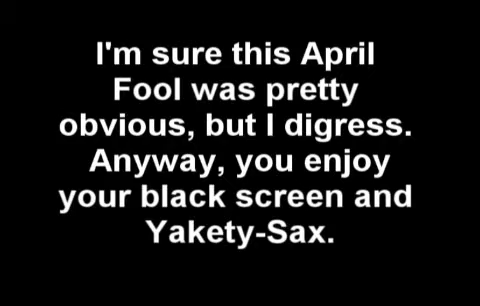 I'm sure this April
Fool was pretty
obvious, but I digress.
Anyway, you enjoy
your black screen and
Yakety-Sax.